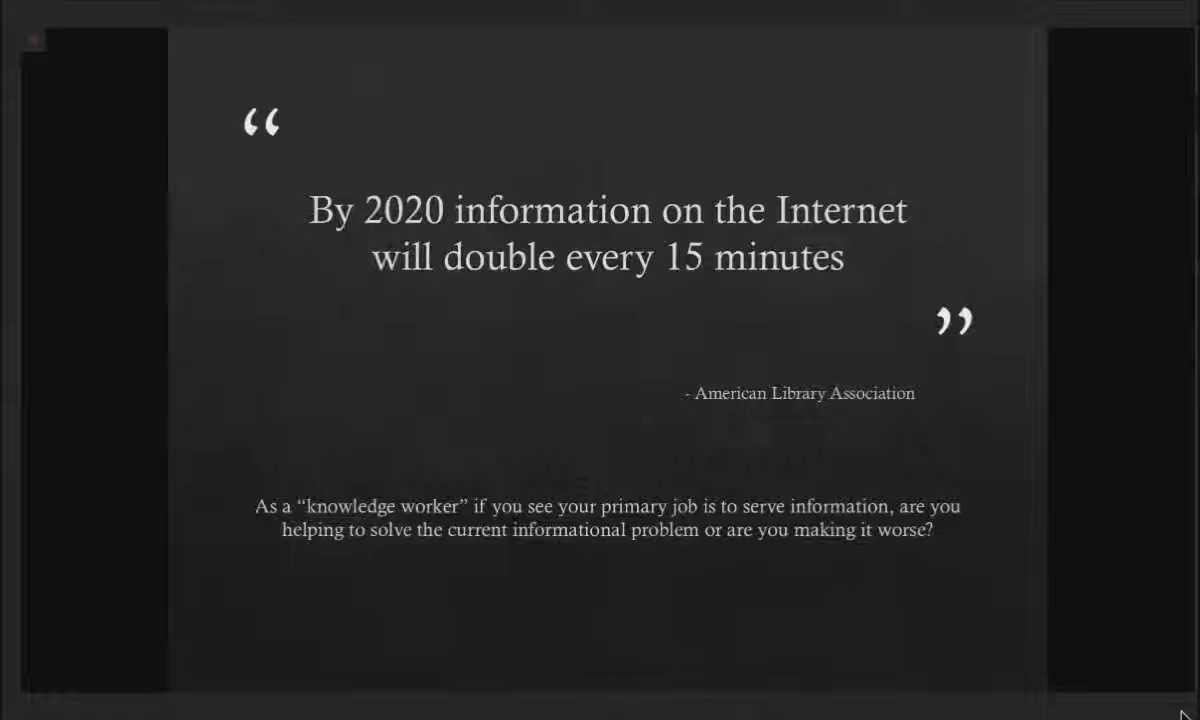 “
By 2020 information on the Internet
will double every 15 minutes
”
- American Library Association
As a “knowledge worker” if you see your primary job is to serve information, are you
helping to solve the current informational problem or are you making it worse?